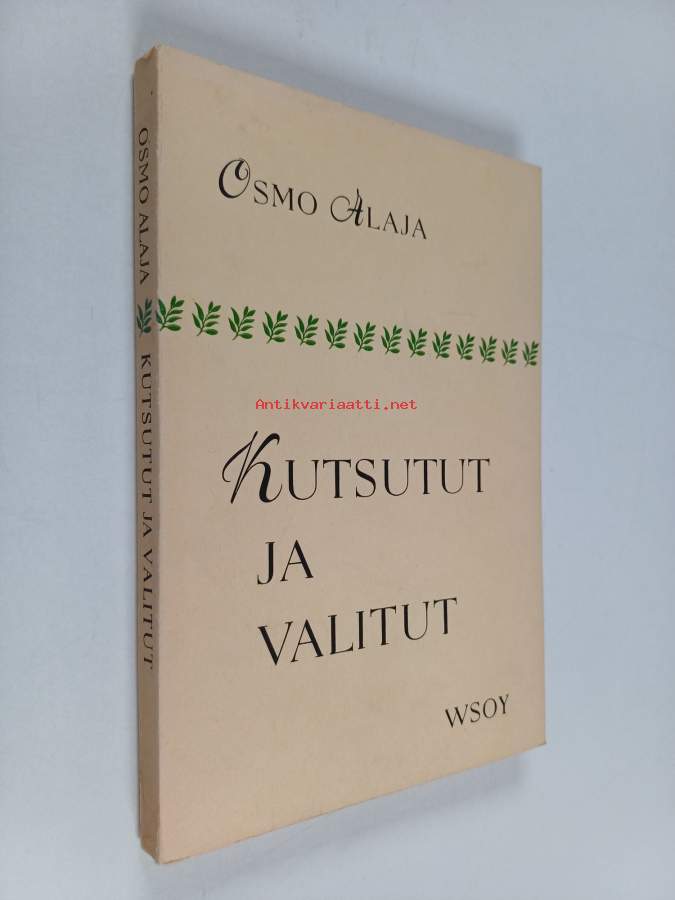 OSMO ALAJA
KUTSUTUT JA VALITUT
OSMO ALAJA
Antikvariaatti.net
KUTSUTUT
JA
VALITUT
WSOY